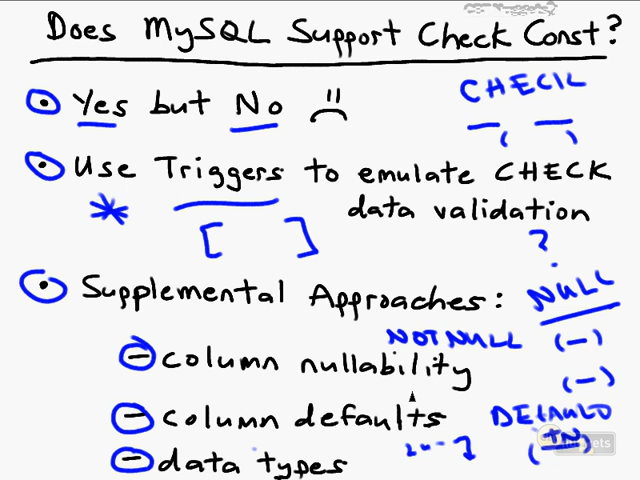 Does MySQL Support Check Const?
Yes but No
CHECK
( )
Use Triggers to emulate CHECK
data validation
* [ ]
?
Supplemental Approaches: NULL
NOT NULL (-)
- column nullability
(-)
- column defaults
DEFAULT
- data types